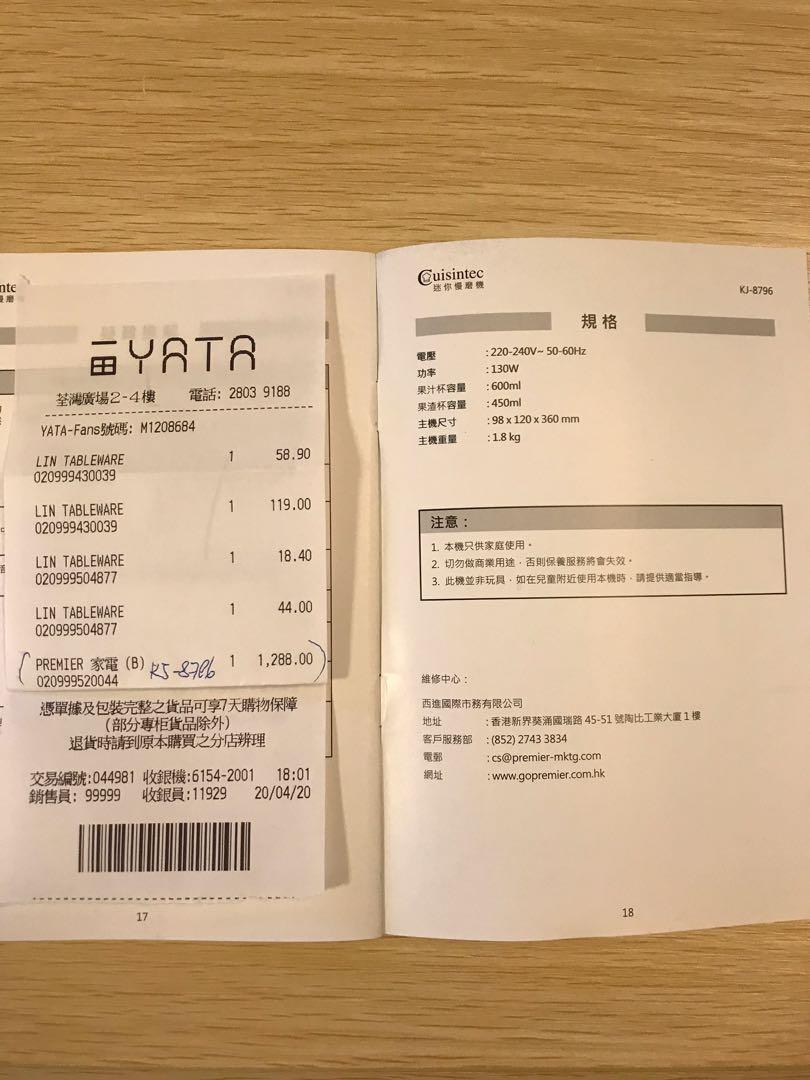 一田YATA
荃灣廣場2-4樓 電話: 2803 9188
YATA-Fans號碼: M1208684
LIN TABLEWARE 1 58.90
020999430039
LIN TABLEWARE 1 119.00
020999430039
LIN TABLEWARE 1 18.40
020999504877
LIN TABLEWARE 1 44.00
020999504877
(PREMIER 家電 (B) KJ-8796 1 1,288.00)
020999520044
憑單據及包裝完整之貨品可享7天購物保障
(部分專柜貨品除外)
退貨時請到原本購買之分店辨理
交易編號:044981 收銀機:6154-2001 18:01
銷售員: 99999 收銀員:11929 20/04/20
17
Cuisintec
迷你慢磨機
KJ-8796
規格
電壓 : 220-240V~ 50-60Hz
功率 : 130W
果汁杯容量 : 600ml
果渣杯容量 : 450ml
主機尺寸 : 98 x 120 x 360 mm
主機重量 : 1.8 kg
注意：
1. 本機只供家庭使用。
2. 切勿做商業用途，否則保養服務將會失效。
3. 此機並非玩具，如在兒童附近使用本機時，請提供適當指導。
維修中心：
西進國際市務有限公司
地址 : 香港新界葵涌國瑞路 45-51 號陶比工業大廈 1 樓
客戶服務部 : (852) 2743 3834
電郵 : cs@premier-mktg.com
網址 : www.gopremier.com.hk
18